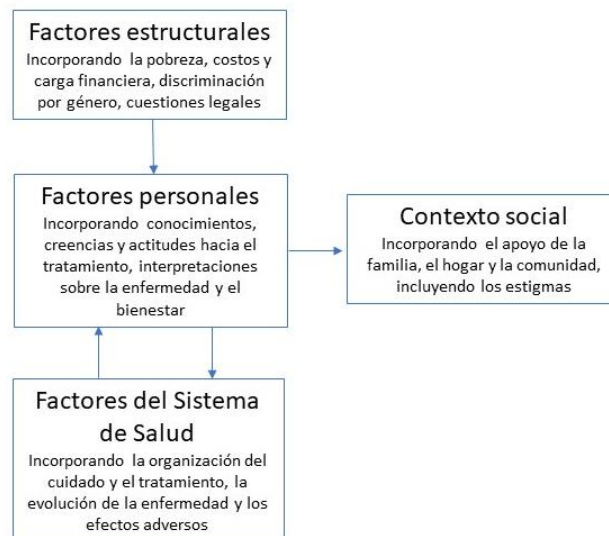 Factores estructurales
Incorporando la pobreza, costos y
carga financiera, discriminación
por género, cuestiones legales
Factores personales
Incorporando conocimientos,
creencias y actitudes hacia el
tratamiento, interpretaciones
sobre la enfermedad y el
bienestar
Contexto social
Incorporando el apoyo de la
familia, el hogar y la comunidad,
incluyendo los estigmas
Factores del Sistema
de Salud
Incorporando la organización del
cuidado y el tratamiento, la
evolución de la enfermedad y los
efectos adversos